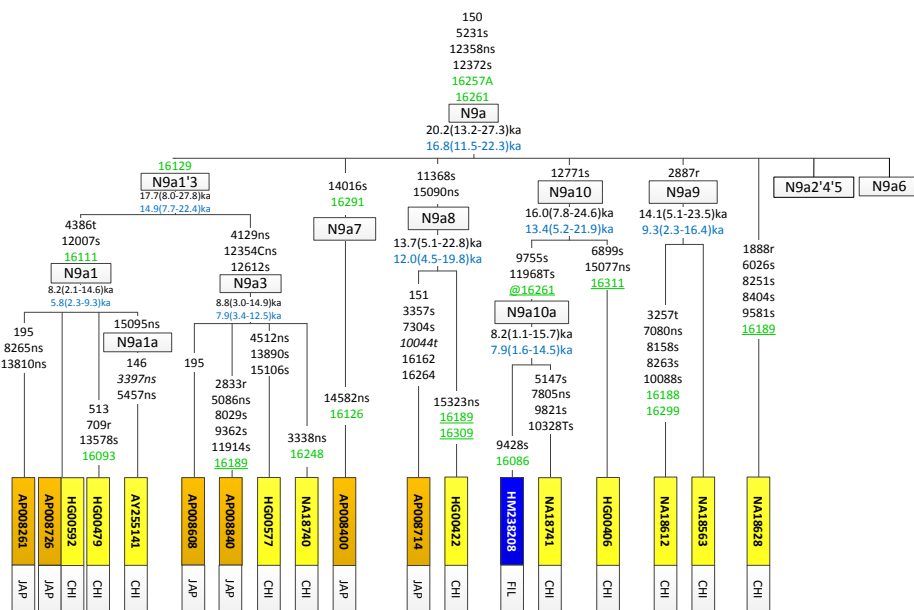 150
5231s
12358ns
12372s
16257A
16261
N9a
20.2(13.2-27.3)ka
16.8(11.5-22.3)ka
16129
N9a1'3
17.7(8.0-27.8)ka
14.9(7.7-22.4)ka
14016s
16291
N9a7
11368s
15090ns
N9a8
13.7(5.1-22.8)ka
12.0(4.5-19.8)ka
12771s
N9a10
16.0(7.8-24.6)ka
13.4(5.2-21.9)ka
2887r
N9a9
14.1(5.1-23.5)ka
9.3(2.3-16.4)ka
N9a2'4'5
N9a6
4386t
12007s
16111
N9a1
8.2(2.1-14.6)ka
5.8(2.3-9.3)ka
4129ns
12354Cns
12612s
N9a3
8.8(3.0-14.9)ka
7.9(3.4-12.5)ka
9755s
11968Ts
@16261
N9a10a
8.2(1.1-15.7)ka
7.9(1.6-14.5)ka
6899s
15077ns
16311
1888r
6026s
8251s
8404s
9581s
16189
195
8265ns
13810ns
15095ns
N9a1a
146
3397ns
5457ns
513
709r
13578s
16093
195
2833r
5086ns
8029s
9362s
11914s
16189
4512ns
13890s
15106s
3338ns
16248
14582ns
16126
151
3357s
7304s
10044t
16162
16264
15323ns
16189
16309
9428s
16086
5147s
7805ns
9821s
10328Ts
3257t
7080ns
8158s
8263s
10088s
16188
16299
AP008261
AP008726
HG00592
HG00479
AY255141
AP008608
AP008840
HG00577
NA18740
AP008400
AP008714
HG00422
HM238208
NA18741
HG00406
NA18612
NA18563
NA18628
JAP
JAP
CHI
CHI
CHI
JAP
JAP
CHI
CHI
JAP
JAP
CHI
FIL
CHI
CHI
CHI
CHI
CHI